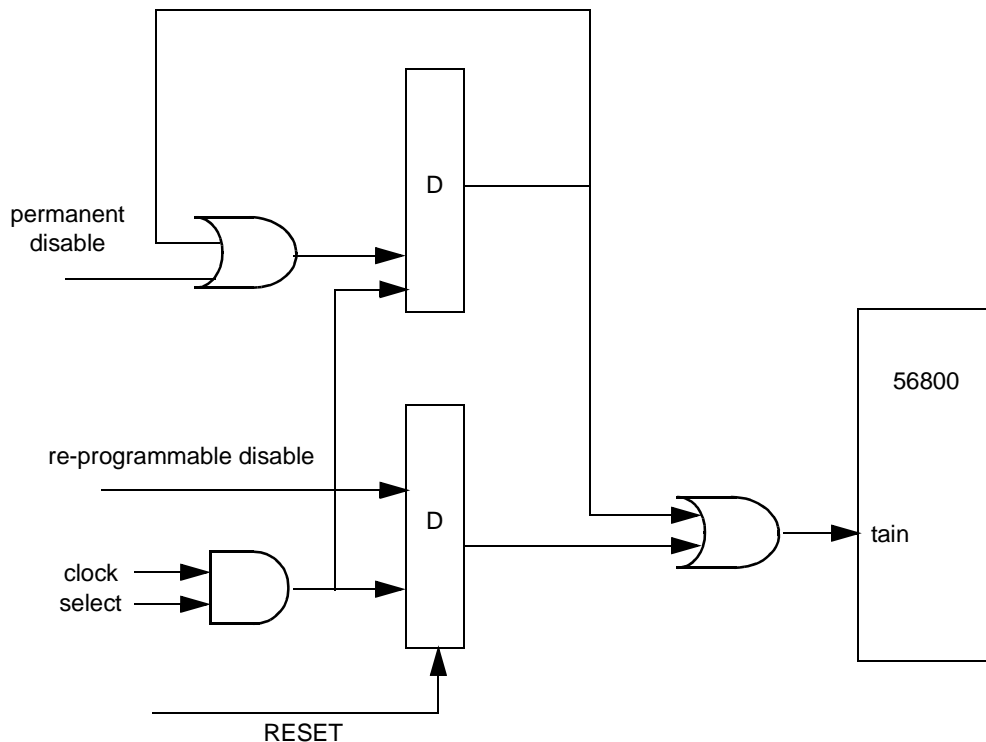 D
permanent
disable
56800
re-programmable disable
D
tain
clock
select
RESET